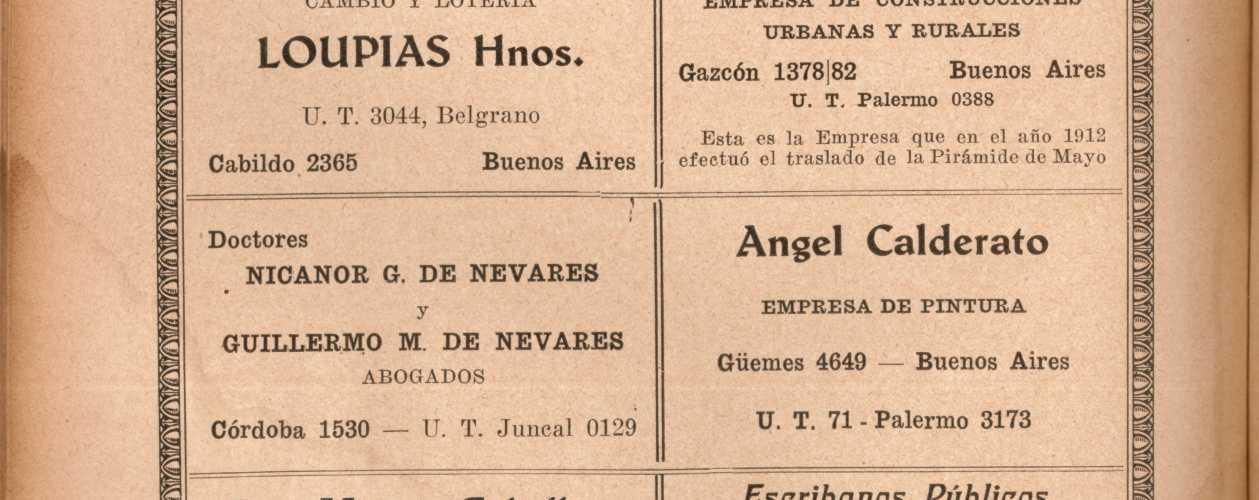 CAMBIO Y LOTERIA
LOUPIAS Hnos.
U. T. 3044, Belgrano
Cabildo 2365 Buenos Aires
EMPRESA DE CONSTRUCCIONES
URBANAS Y RURALES
Gazcón 1378|82 Buenos Aires
U. T. Palermo 0388
Esta es la Empresa que en el año 1912
efectuó el traslado de la Pirámide de Mayo
Doctores
NICANOR G. DE NEVARES
y
GUILLERMO M. DE NEVARES
ABOGADOS
Córdoba 1530 — U. T. Juncal 0129
Angel Calderato
EMPRESA DE PINTURA
Güemes 4649 — Buenos Aires
U. T. 71 - Palermo 3173
Escribanos Públicos